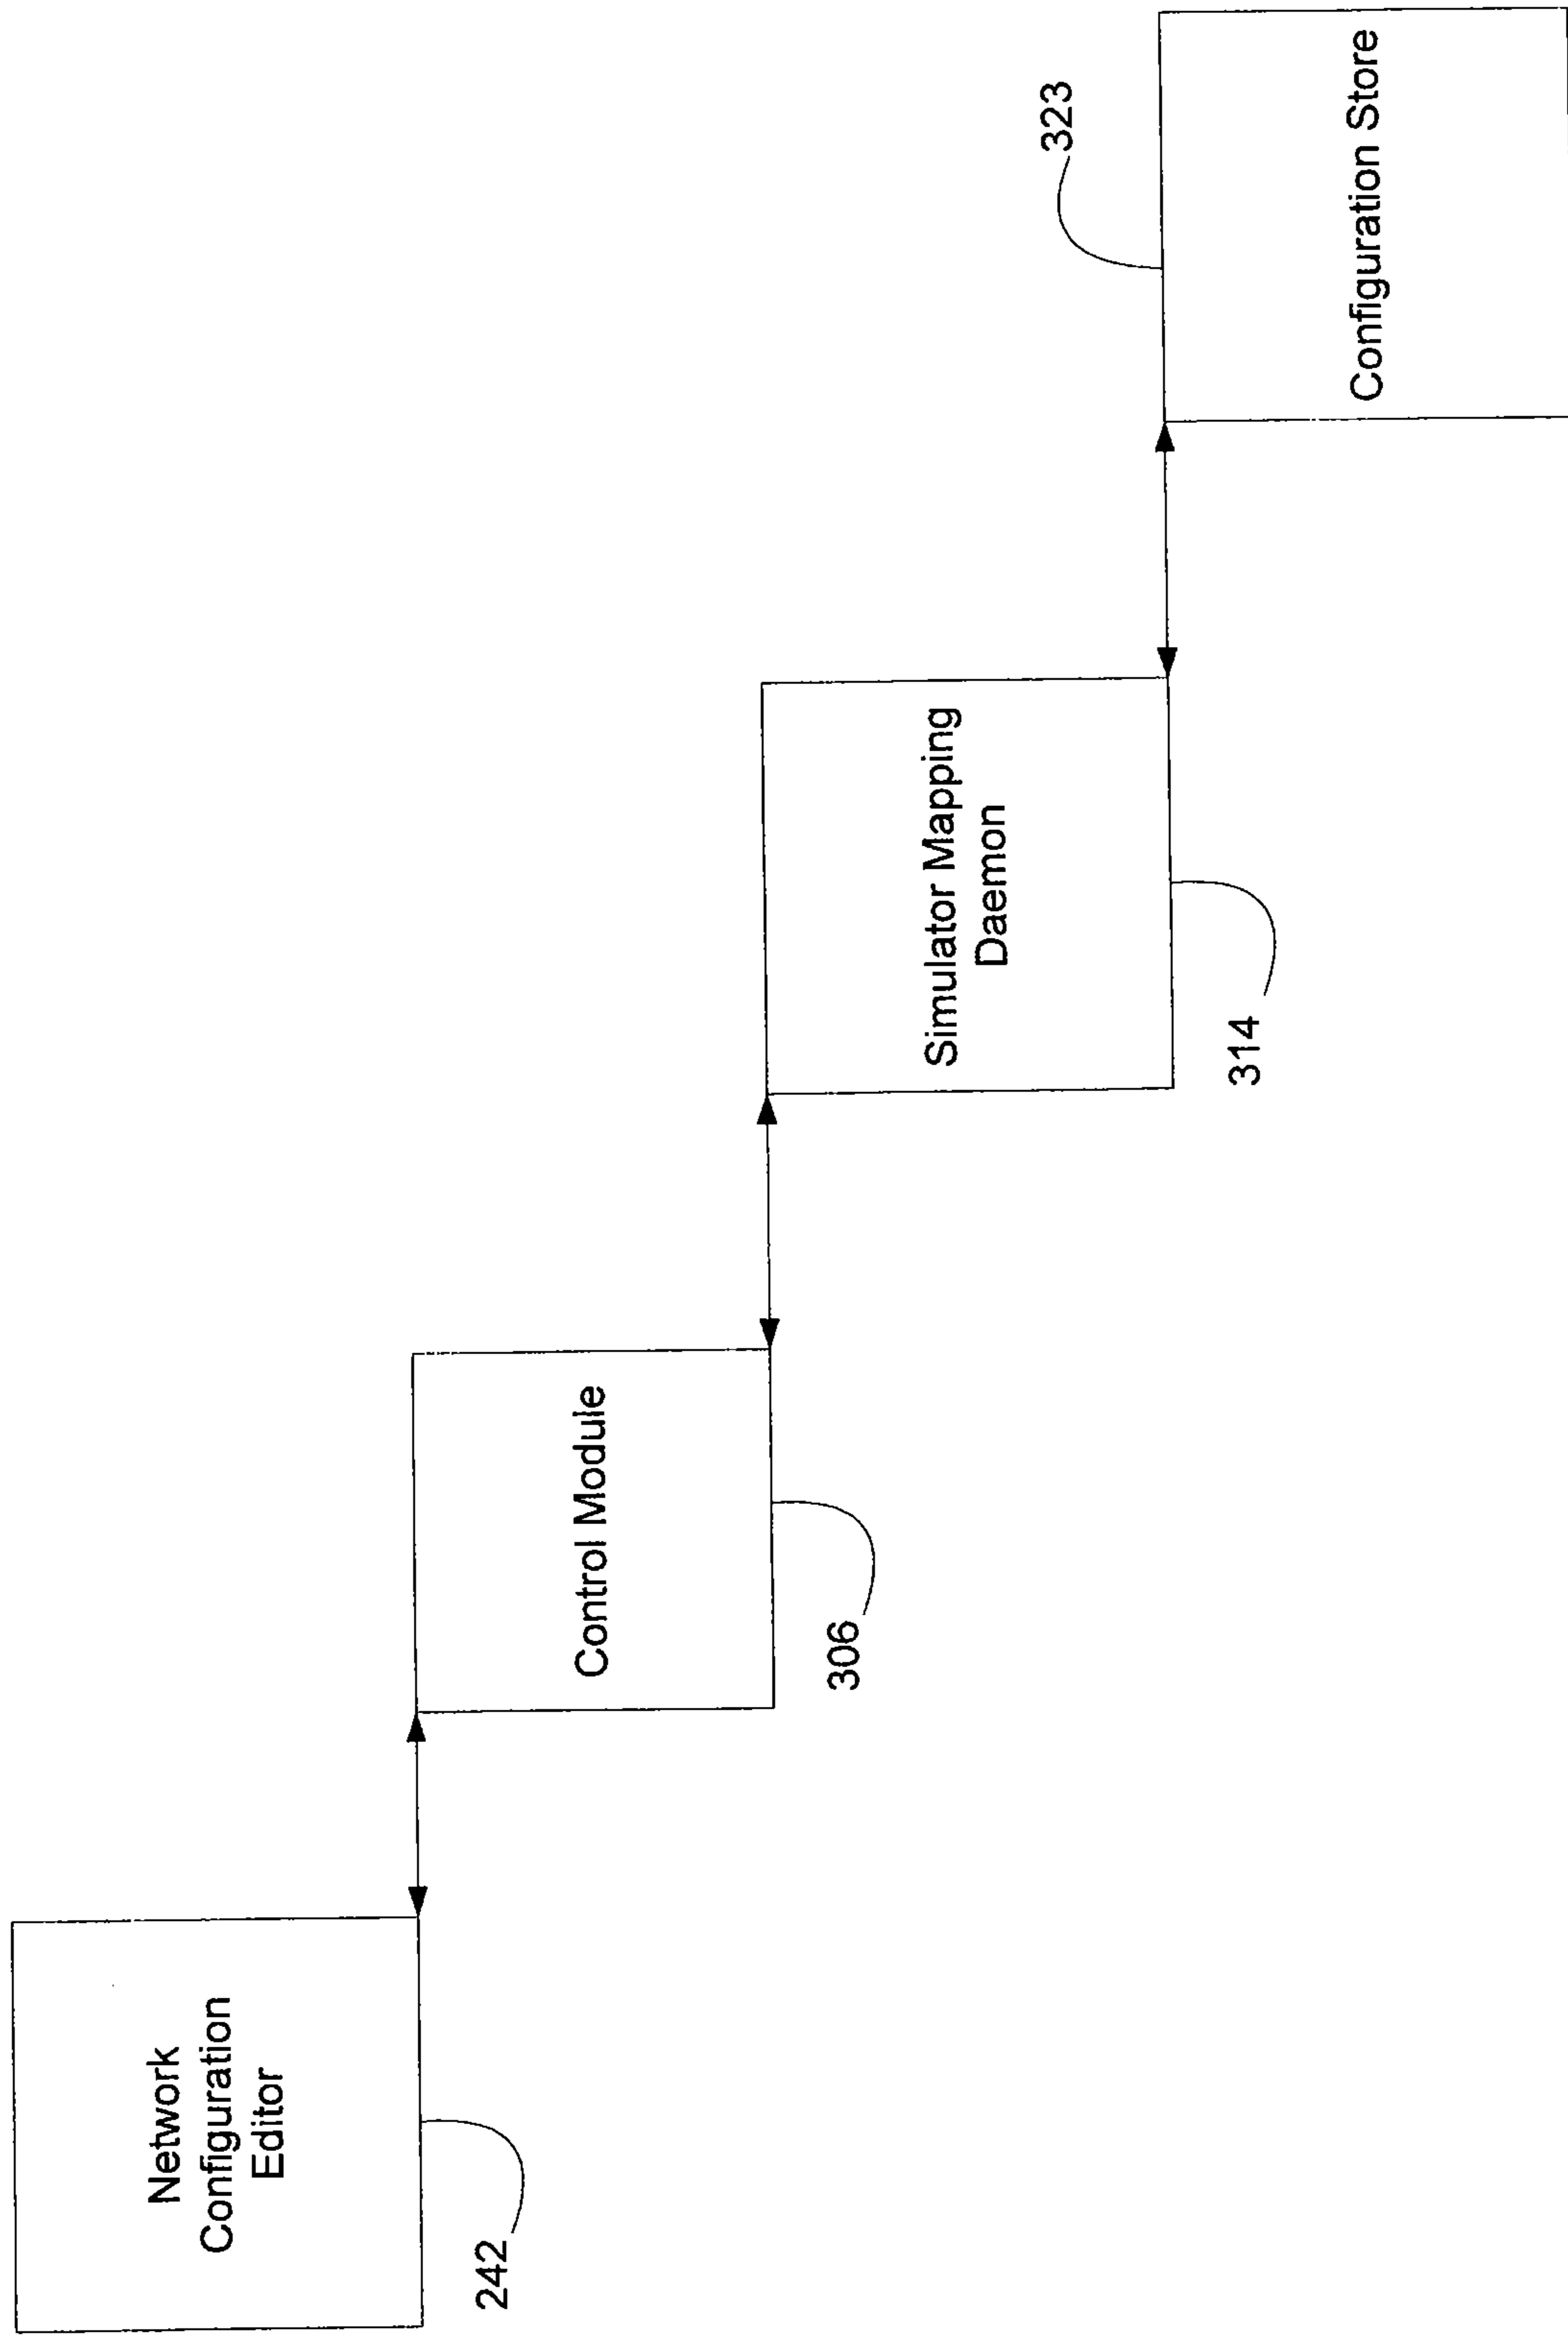 Network
Configuration
Editor
242
Control Module
306
Simulator Mapping
Daemon
314
323
Configuration Store